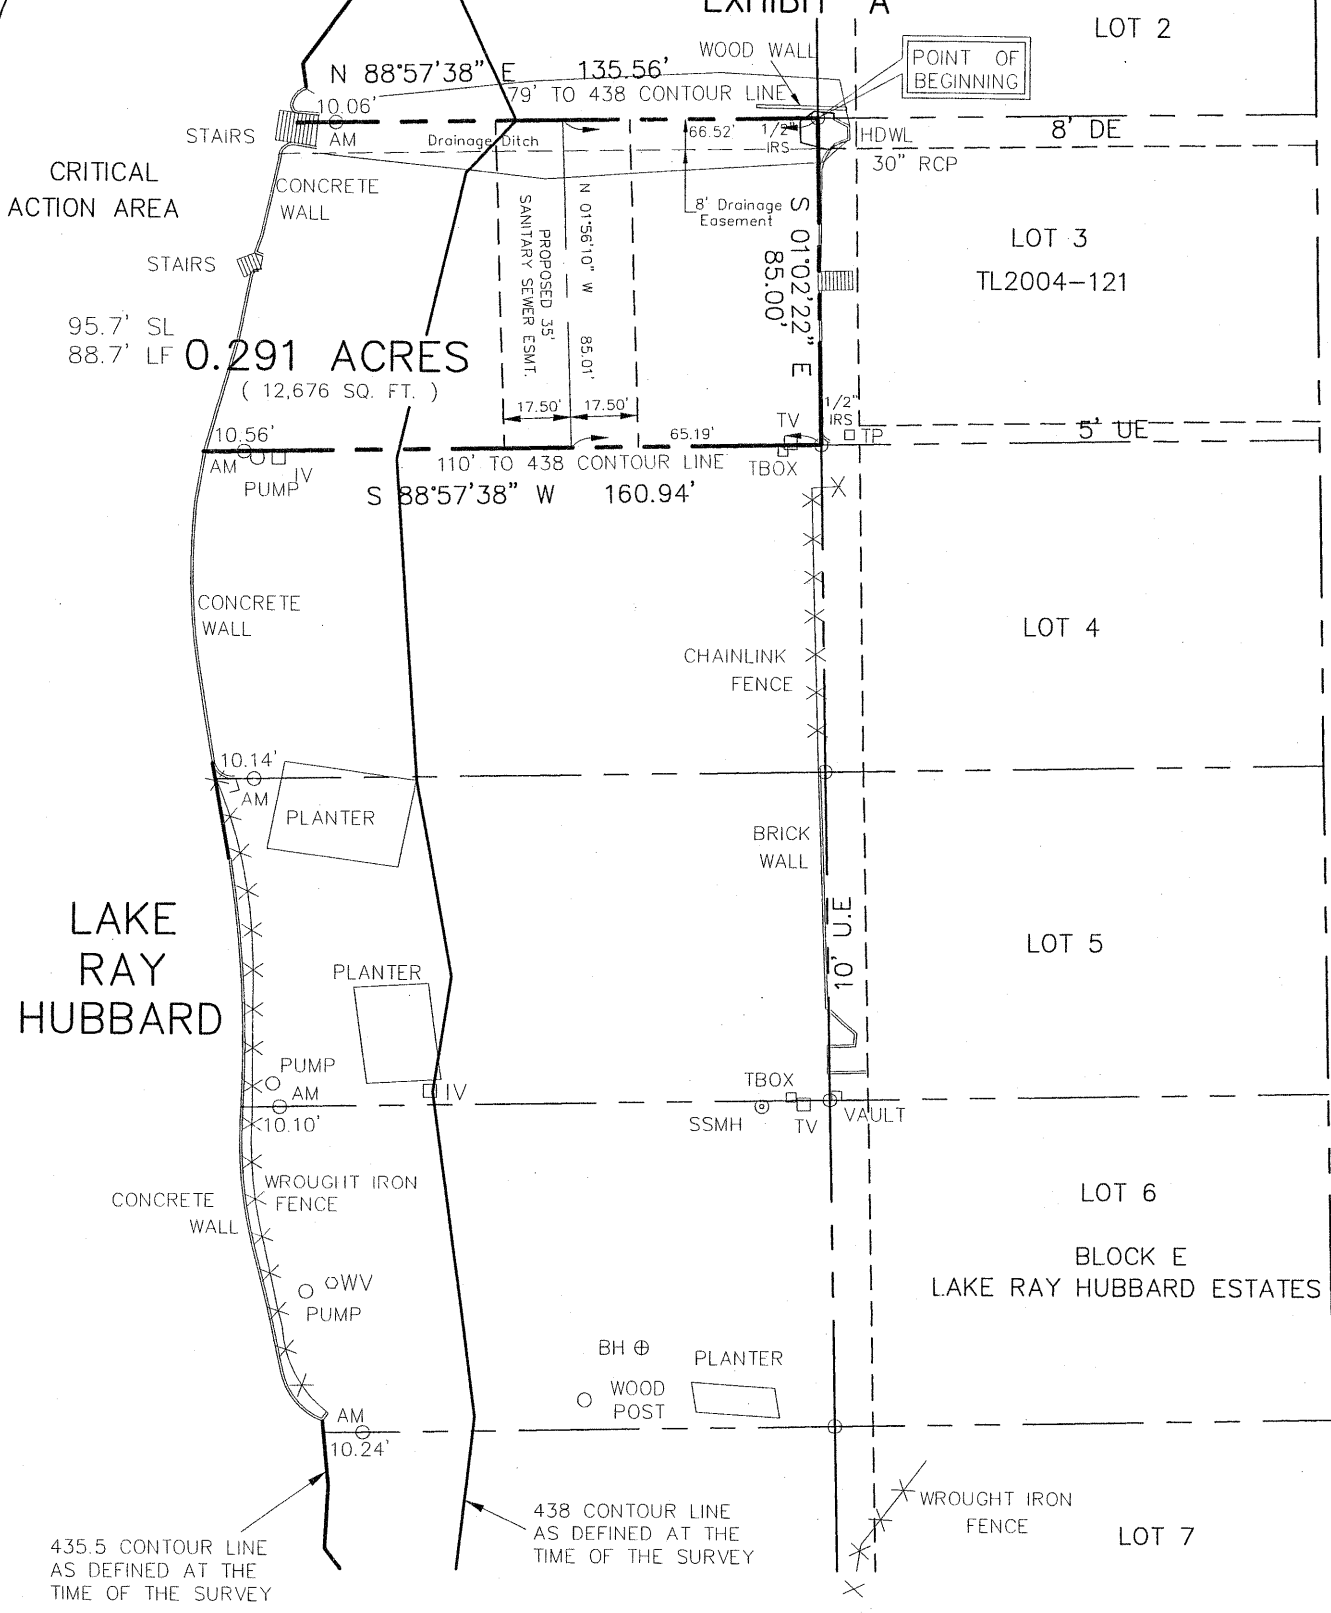 EXHIBIT A
LOT 2
WOOD WALL
POINT OF
BEGINNING
N 88°57'38" E 135.56'
79' TO 438 CONTOUR LINE
10.06'
STAIRS
AM
Drainage Ditch
66.52'
1/2"
IRS
HDWL
8' DE
30" RCP
CRITICAL
ACTION AREA
CONCRETE
WALL
N 01°56'10" W 85.01'
PROPOSED 35'
SANITARY SEWER ESMT.
8' Drainage
Easement
S 01°02'22" E
85.00'
LOT 3
TL2004-121
STAIRS
95.7' SL
88.7' LF
0.291 ACRES
( 12,676 SQ. FT. )
17.50'
17.50'
TV
1/2"
IRS
TP
5' UE
10.56'
AM
PUMP
IV
65.19'
110' TO 438 CONTOUR LINE
TBOX
S 88°57'38" W 160.94'
CONCRETE
WALL
LOT 4
CHAINLINK
FENCE
10.14'
AM
PLANTER
BRICK
WALL
LAKE
RAY
HUBBARD
10' U.E
LOT 5
PLANTER
PUMP
AM
10.10'
IV
TBOX
SSMH
TV
VAULT
CONCRETE
WALL
WROUGHT IRON
FENCE
LOT 6
BLOCK E
LAKE RAY HUBBARD ESTATES
WV
PUMP
BH
PLANTER
WOOD
POST
AM
10.24'
435.5 CONTOUR LINE
AS DEFINED AT THE
TIME OF THE SURVEY
438 CONTOUR LINE
AS DEFINED AT THE
TIME OF THE SURVEY
WROUGHT IRON
FENCE
LOT 7